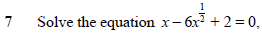 7 Solve the equation x − 6x^{1/2} + 2 = 0,